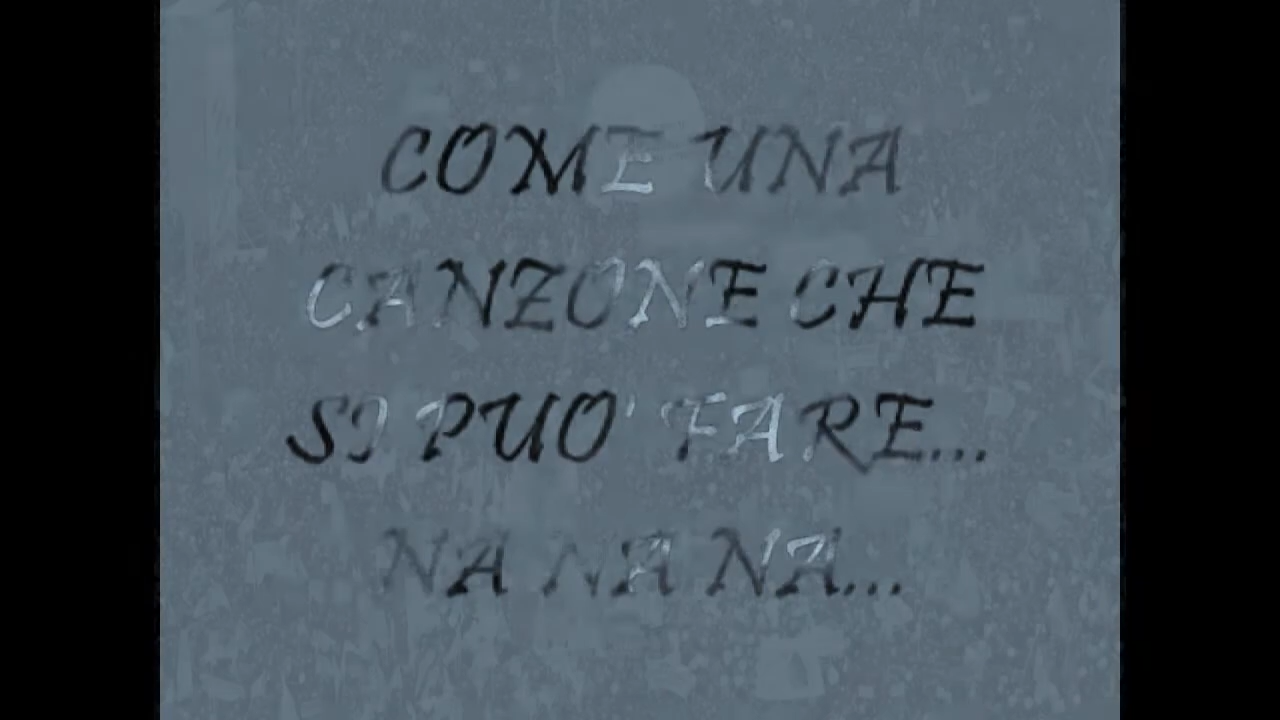 COME UNA
CANZONE CHE
SI PUO' FARE...
NA NA NA...